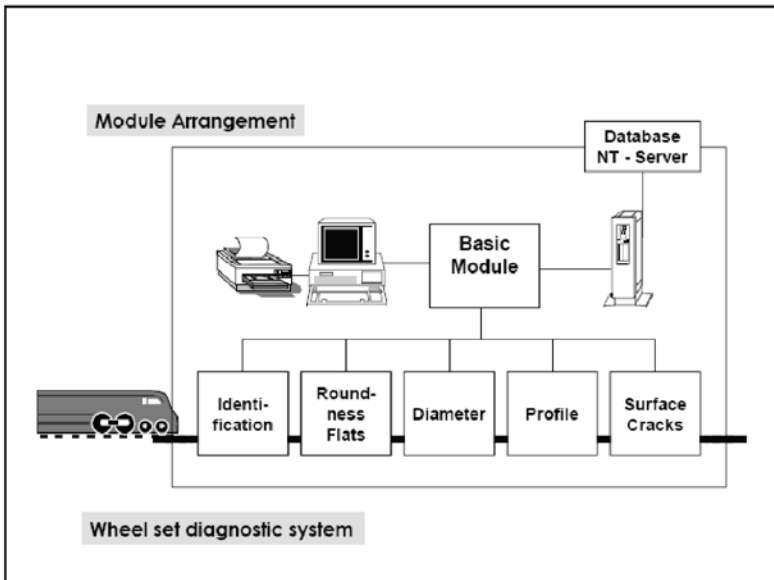 Module Arrangement
Database
NT - Server
Basic
Module
Identi-
fication
Round-
ness
Flats
Diameter
Profile
Surface
Cracks
Wheel set diagnostic system